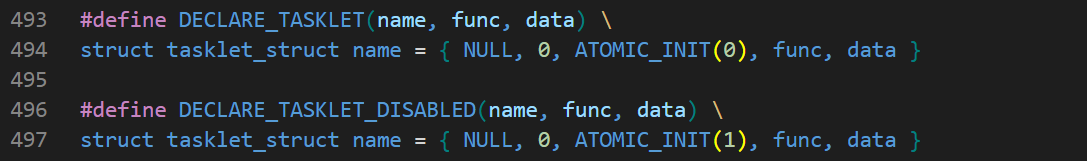 493 #define DECLARE_TASKLET(name, func, data) \
494 struct tasklet_struct name = { NULL, 0, ATOMIC_INIT(0), func, data }
495
496 #define DECLARE_TASKLET_DISABLED(name, func, data) \
497 struct tasklet_struct name = { NULL, 0, ATOMIC_INIT(1), func, data }